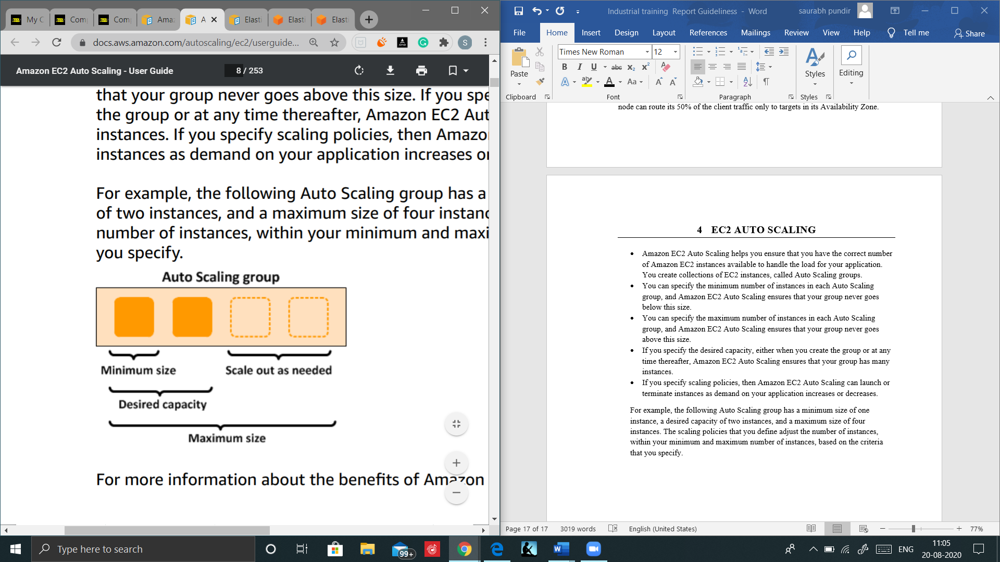 My C
Com
Com
Ama
A
Elasti
Elasti
Elasti
docs.aws.amazon.com/autoscaling/ec2/userguide...
S
Amazon EC2 Auto Scaling - User Guide
8 / 253
that your group never goes above this size. If you spe
the group or at any time thereafter, Amazon EC2 Aut
instances. If you specify scaling policies, then Amazo
instances as demand on your application increases or
For example, the following Auto Scaling group has a
of two instances, and a maximum size of four instanc
number of instances, within your minimum and maxi
you specify.
Auto Scaling group
Minimum size
Scale out as needed
Desired capacity
Maximum size
For more information about the benefits of Amazon
Industrial training Report Guideliness - Word
saurabh pundir
File
Home
Insert
Design
Layout
References
Mailings
Review
View
Help
Tell me
Share
Paste
Times New Roman
12
B I U abc x₂ x²
A aby A Aa A A
Styles
Editing
Clipboard
Font
Paragraph
Styles
node can route its 50% of the client traffic only to targets in its Availability Zone.
4 EC2 AUTO SCALING
• Amazon EC2 Auto Scaling helps you ensure that you have the correct number
of Amazon EC2 instances available to handle the load for your application.
You create collections of EC2 instances, called Auto Scaling groups.
• You can specify the minimum number of instances in each Auto Scaling
group, and Amazon EC2 Auto Scaling ensures that your group never goes
below this size.
• You can specify the maximum number of instances in each Auto Scaling
group, and Amazon EC2 Auto Scaling ensures that your group never goes
above this size.
• If you specify the desired capacity, either when you create the group or at any
time thereafter, Amazon EC2 Auto Scaling ensures that your group has many
instances.
• If you specify scaling policies, then Amazon EC2 Auto Scaling can launch or
terminate instances as demand on your application increases or decreases.
For example, the following Auto Scaling group has a minimum size of one
instance, a desired capacity of two instances, and a maximum size of four
instances. The scaling policies that you define adjust the number of instances,
within your minimum and maximum number of instances, based on the criteria
that you specify.
Page 17 of 17
3019 words
English (United States)
77%
Type here to search
99+
ENG
11:05
20-08-2020